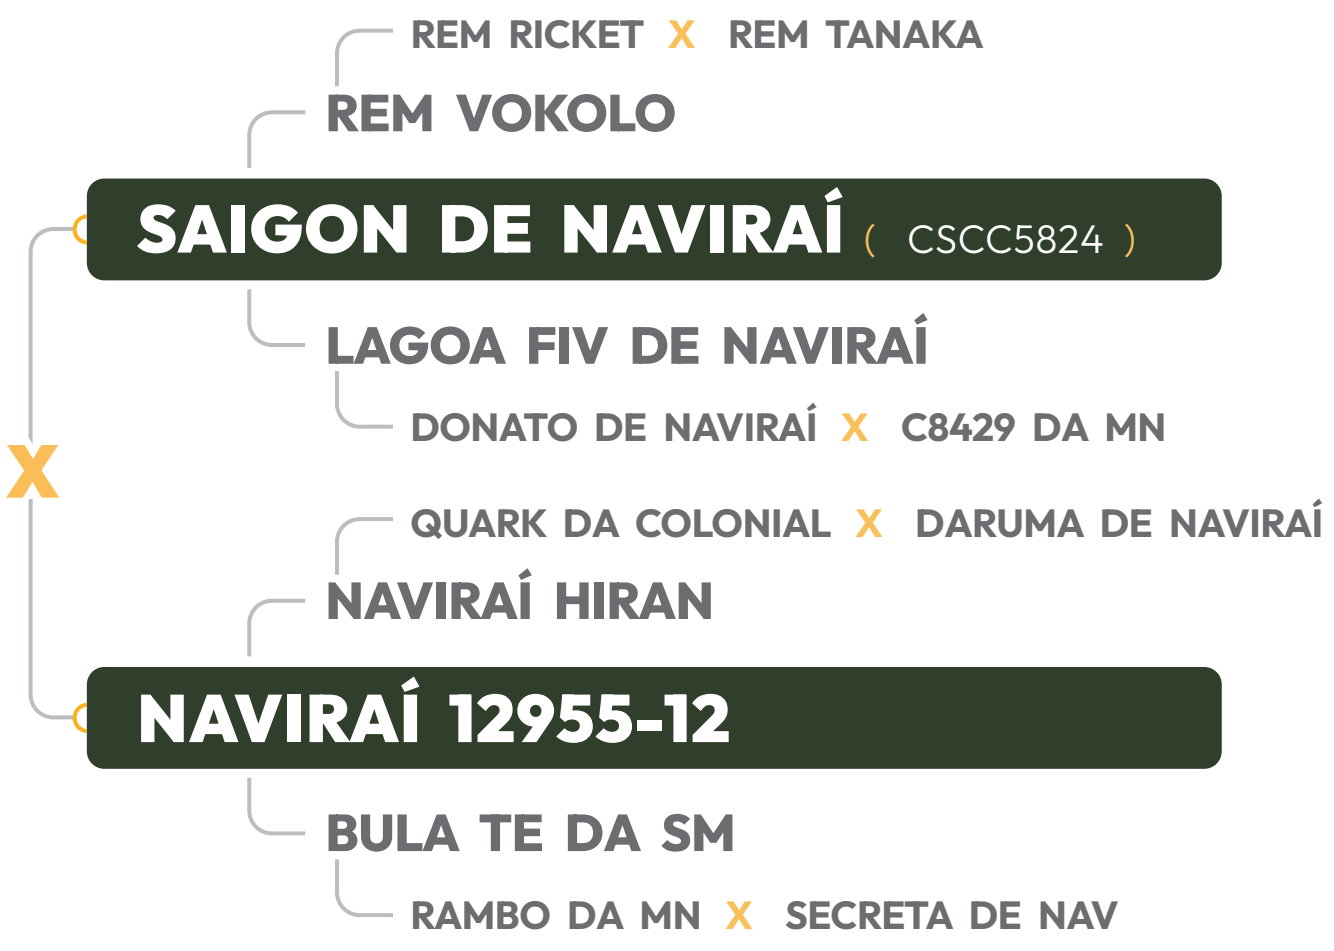 REM RICKET X REM TANAKA
REM VOKOLO
SAIGON DE NAVIRAÍ ( CSCC5824 )
LAGOA FIV DE NAVIRAÍ
DONATO DE NAVIRAÍ X C8429 DA MN
X
QUARK DA COLONIAL X DARUMA DE NAVIRAÍ
NAVIRAÍ HIRAN
NAVIRAÍ 12955-12
BULA TE DA SM
RAMBO DA MN X SECRETA DE NAV